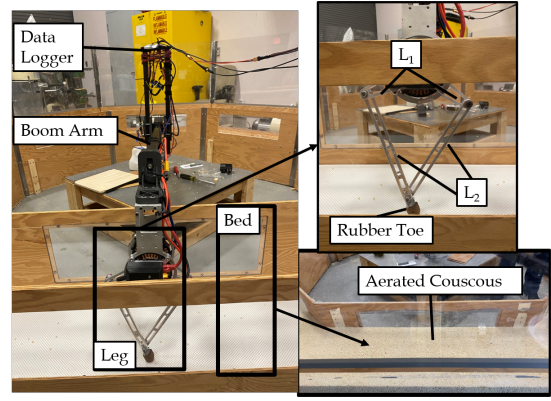 Data
Logger
Boom Arm
Bed
Leg
L₁
L₂
Rubber Toe
Aerated Couscous